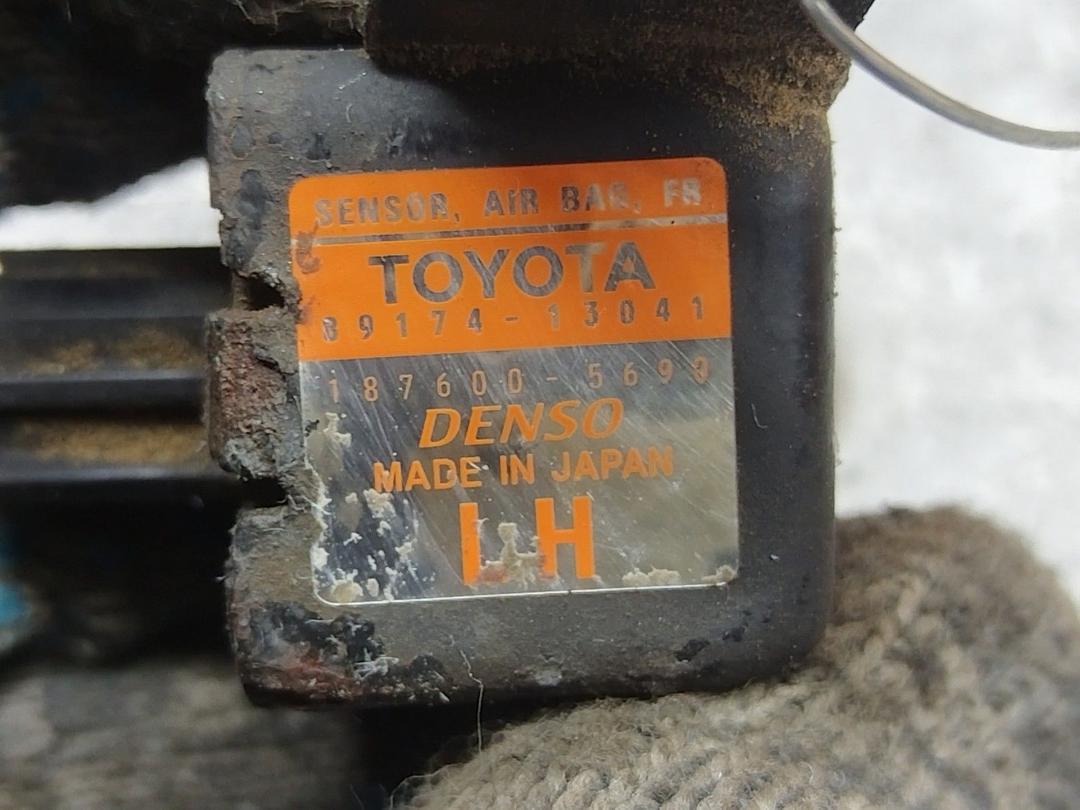 SENSOR, AIR BAG, FR
TOYOTA
89174-13041
187600-5693
DENSO
MADE IN JAPAN
LH